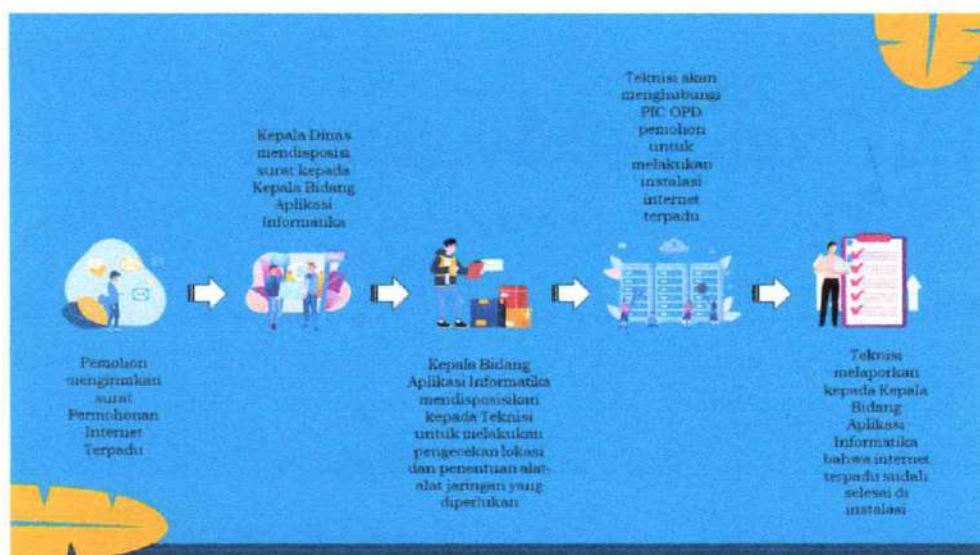 Pemohon
mengirimkan
surat
Permohonan
Internet
Terpadu
Kepala Dinas
mendisposisi
surat kepada
Kepala Bidang
Aplikasi
Informatika
Kepala Bidang
Aplikasi Informatika
mendisposisikan
kepada Teknisi
untuk melakukan
pengecekan lokasi
dan penentuan alat-
alat jaringan yang
diperlukan
Teknisi akan
menghubungi
PIC OPD
pemohon
untuk
melakukan
instalasi
internet
terpadu
Teknisi
melaporkan
kepada Kepala
Bidang
Aplikasi
Informatika
bahwa internet
terpadu sudah
selesai di
instalasi